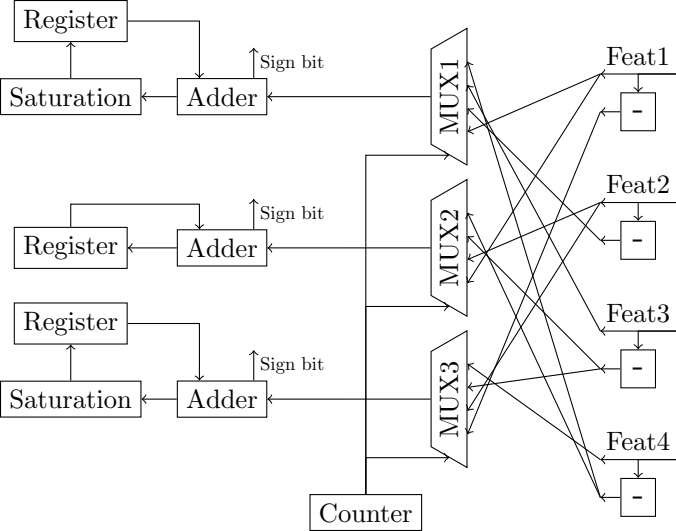 Register
Sign bit
Feat1
Saturation
Adder
MUX1
-
Feat2
Sign bit
Register
Adder
MUX2
-
Feat3
Register
Sign bit
-
Saturation
Adder
MUX3
Feat4
-
Counter